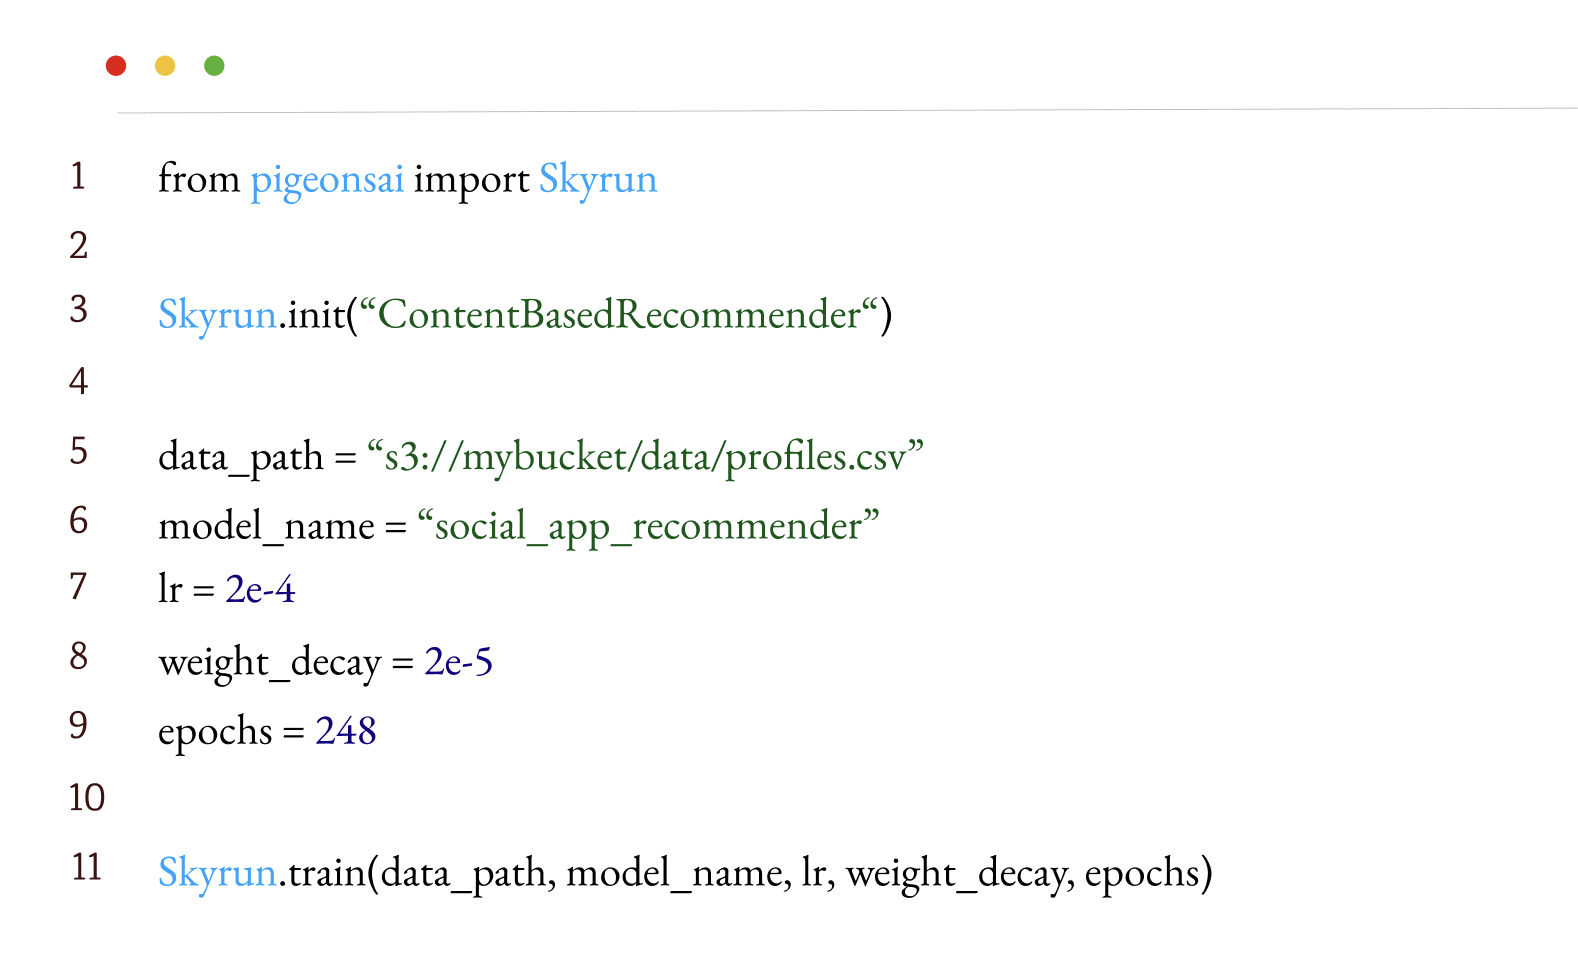 1 from pigeonsai import Skyrun
2
3 Skyrun.init(“ContentBasedRecommender“)
4
5 data_path = “s3://mybucket/data/profiles.csv”
6 model_name = “social_app_recommender”
7 lr = 2e-4
8 weight_decay = 2e-5
9 epochs = 248
10
11 Skyrun.train(data_path, model_name, lr, weight_decay, epochs)